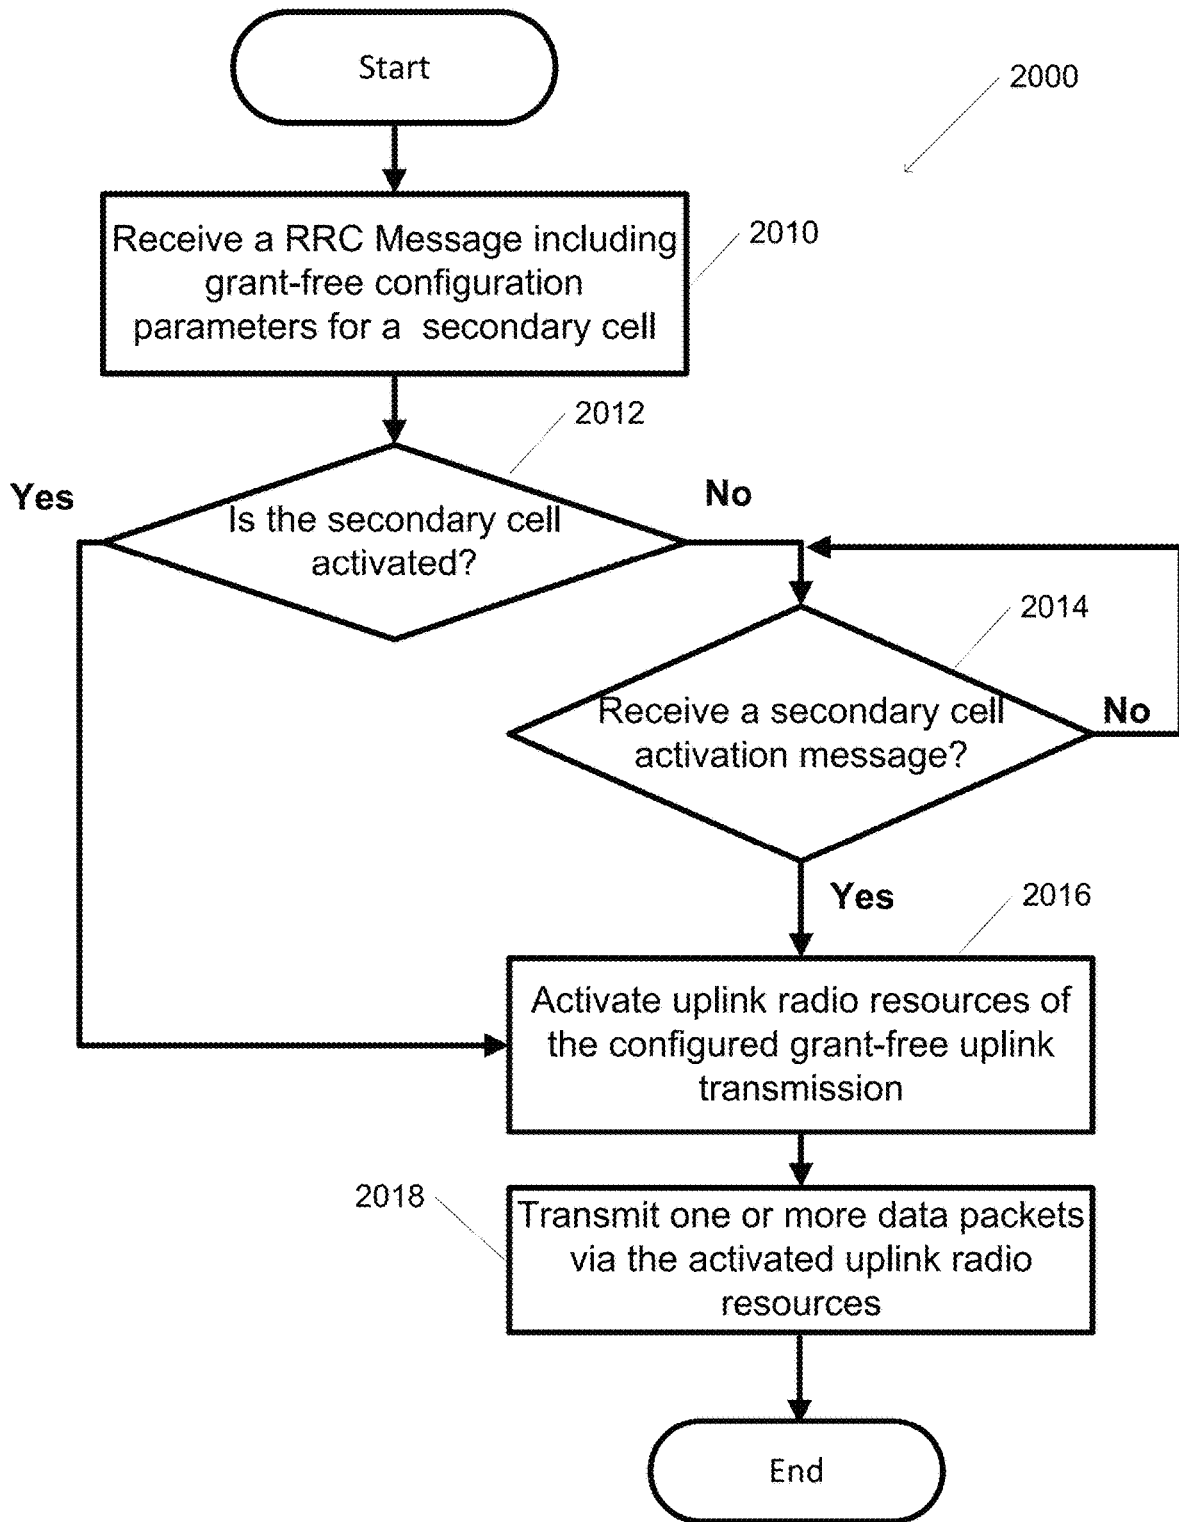 Start
2000
Receive a RRC Message including
grant-free configuration
parameters for a secondary cell
2010
2012
Yes
No
Is the secondary cell
activated?
2014
Receive a secondary cell
activation message?
No
Yes
2016
Activate uplink radio resources of
the configured grant-free uplink
transmission
2018
Transmit one or more data packets
via the activated uplink radio
resources
End